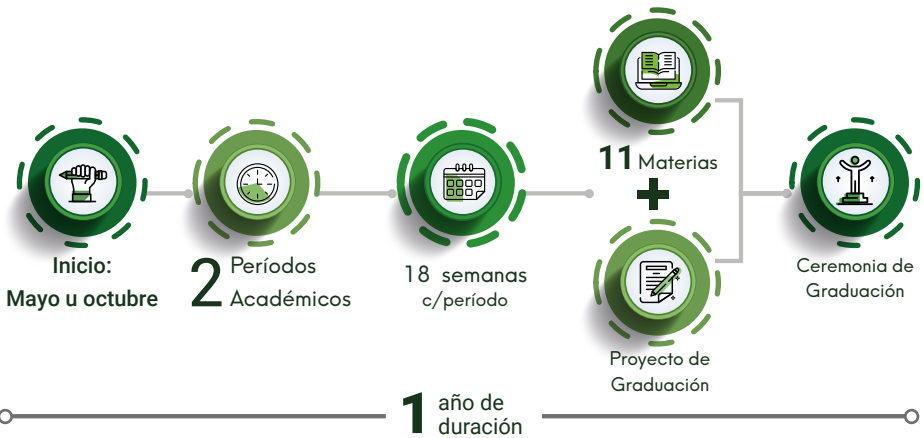 Inicio:
Mayo u octubre
2 Períodos
Académicos
18 semanas
c/período
11 Materias
+
Proyecto de
Graduación
Ceremonia de
Graduación
1 año de
duración